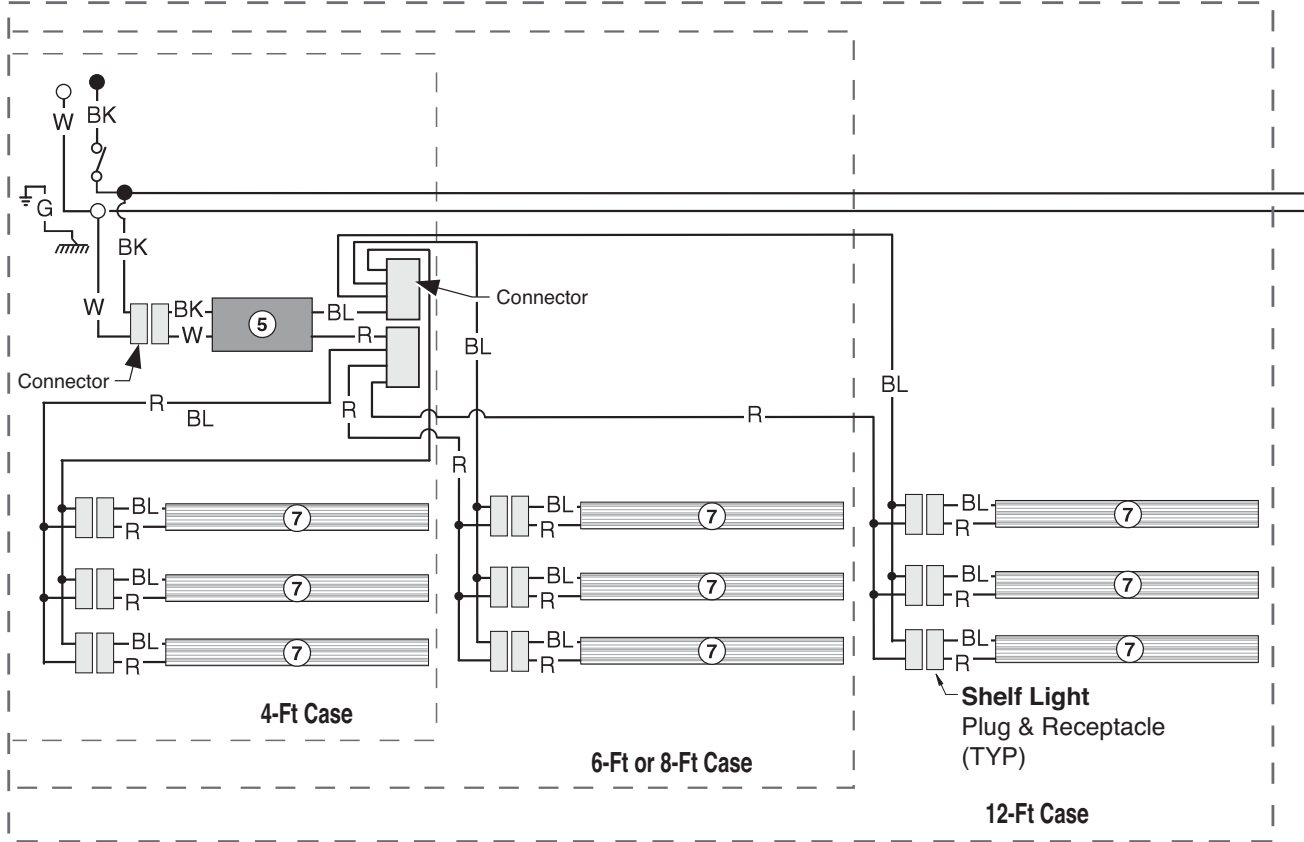 W
BK
G
BK
W
BK
W
5
BL
R
Connector
Connector
R
BL
R
R
BL
R
BL
BL
R
7
BL
R
7
BL
R
7
4-Ft Case
BL
R
7
BL
R
7
BL
R
7
6-Ft or 8-Ft Case
BL
R
7
BL
R
7
BL
R
7
Shelf Light
Plug & Receptacle
(TYP)
12-Ft Case